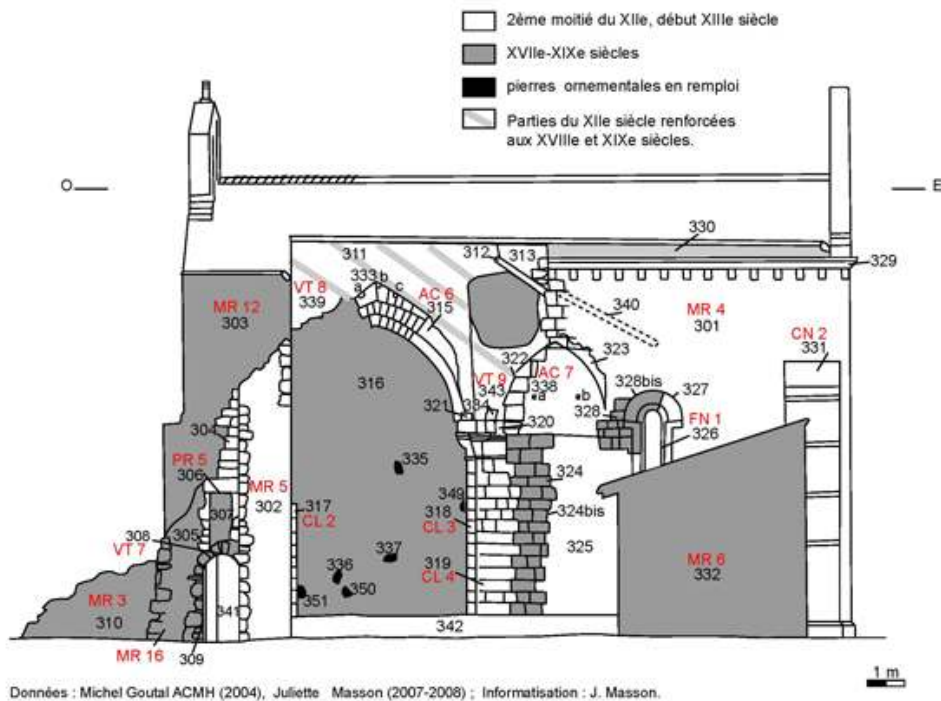 2ème moitié du XIIe, début XIIIe siècle
XVIIe-XIXe siècles
pierres ornementales en remploi
Parties du XIIe siècle renforcées
aux XVIIIe et XIXe siècles.
O
E
330
329
311
312
313
333
b
a
c
VT 8
339
AC 6
315
340
MR 4
301
MR 12
303
CN 2
331
316
322
323
AC 7
338
a
b
VT 9
343
334
328bis
327
328
FN 1
326
321
320
304
PR 5
306
MR 5
302
335
324
307
317
CL 2
349
318
CL 3
324bis
308
305
VT 7
325
337
319
CL 4
336
350
351
MR 6
332
MR 3
310
341
342
MR 16
309
1 m
Données : Michel Goutal ACMH (2004), Juliette Masson (2007-2008) ; Informatisation : J. Masson.